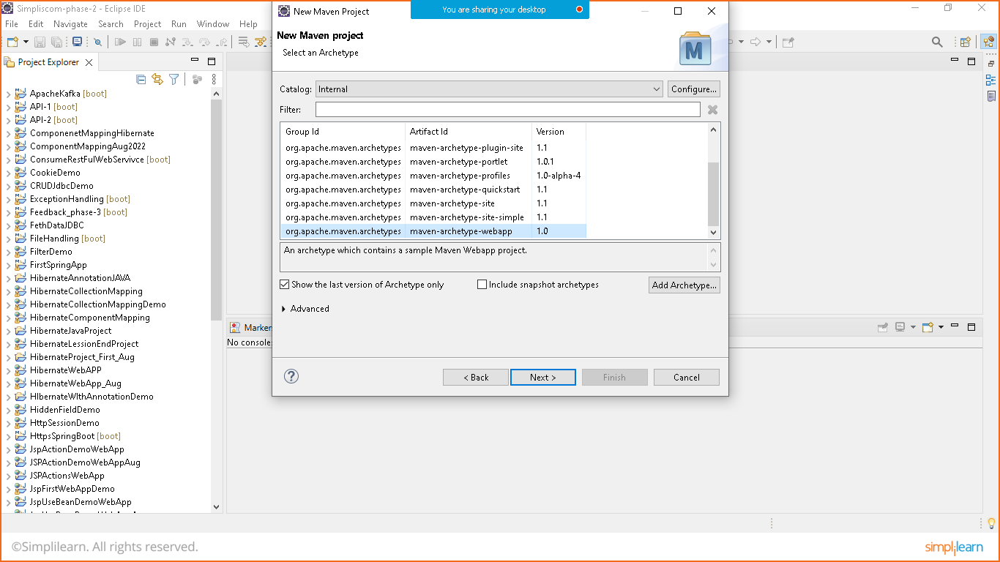 Simpliscom-phase-2 - Eclipse IDE
New Maven Project
You are sharing your desktop
File Edit Navigate Search Project Run Window Help
New Maven project
Select an Archetype
M
Project Explorer
Catalog: Internal Configure...
Filter:
Group Id Artifact Id Version
org.apache.maven.archetypes maven-archetype-plugin-site 1.1
org.apache.maven.archetypes maven-archetype-portlet 1.0.1
org.apache.maven.archetypes maven-archetype-profiles 1.0-alpha-4
org.apache.maven.archetypes maven-archetype-quickstart 1.1
org.apache.maven.archetypes maven-archetype-site 1.1
org.apache.maven.archetypes maven-archetype-site-simple 1.1
org.apache.maven.archetypes maven-archetype-webapp 1.0
An archetype which contains a sample Maven Webapp project.
Show the last version of Archetype only Include snapshot archetypes Add Archetype...
Advanced
? < Back Next > Finish Cancel
ApacheKafka [boot]
API-1 [boot]
API-2 [boot]
ComponenetMappingHibernate
ComponentMappingAug2022
ConsumeRestFulWebServivce [boot]
CookieDemo
CRUDJdbcDemo
ExceptionHandling [boot]
Feedback_phase-3 [boot]
FethDataJDBC
FileHandling [boot]
FilterDemo
FirstSpringApp
HibernateAnnotationJAVA
HibernateCollectionMapping
HibernateCollectionMappingDemo
HibernateComponentMapping
HibernateJavaProject
HibernateLessionEndProject
HibernateProject_First_Aug
HibernateWebAPP
HibernateWebApp_Aug
HIbernateWIthAnnotationDemo
HiddenFieldDemo
HttpSessionDemo
HttpsSpringBoot [boot]
JspActionDemoWebApp
JSPActionDemoWebAppAug
JSPActionsWebApp
JspFirstWebAppDemo
JspUseBeanDemoWebApp
Marker
No console
©Simplilearn. All rights reserved.
simplilearn